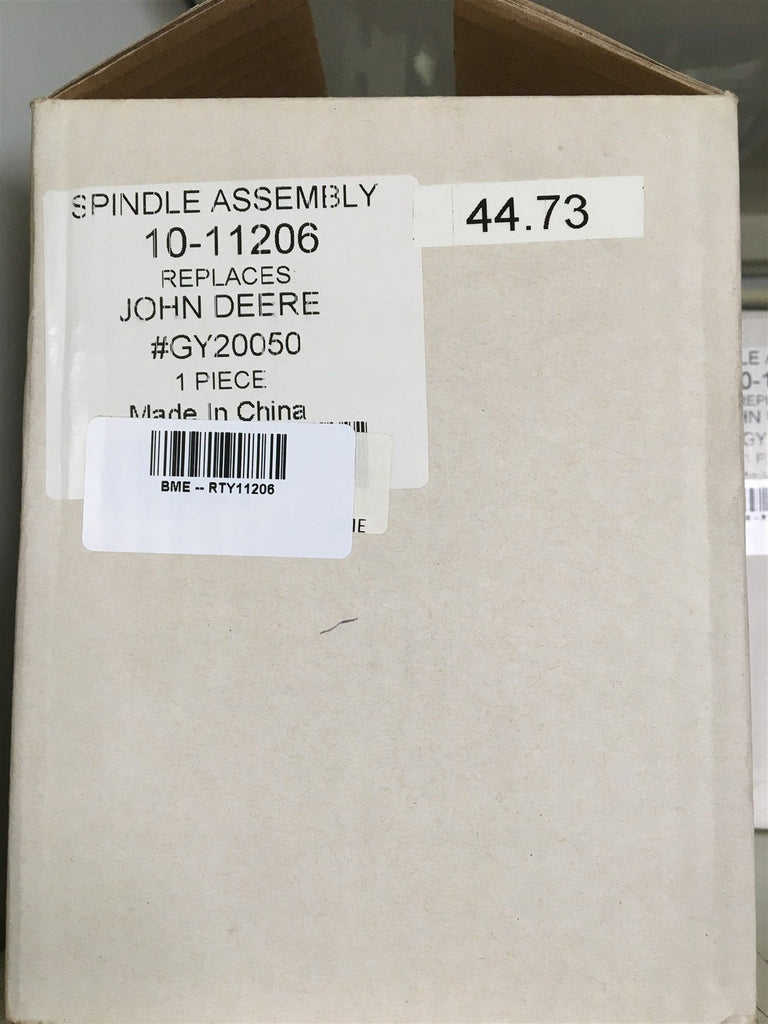 SPINDLE ASSEMBLY
10-11206
REPLACES
JOHN DEERE
#GY20050
1 PIECE
Made In China
44.73
BME -- RTY11206